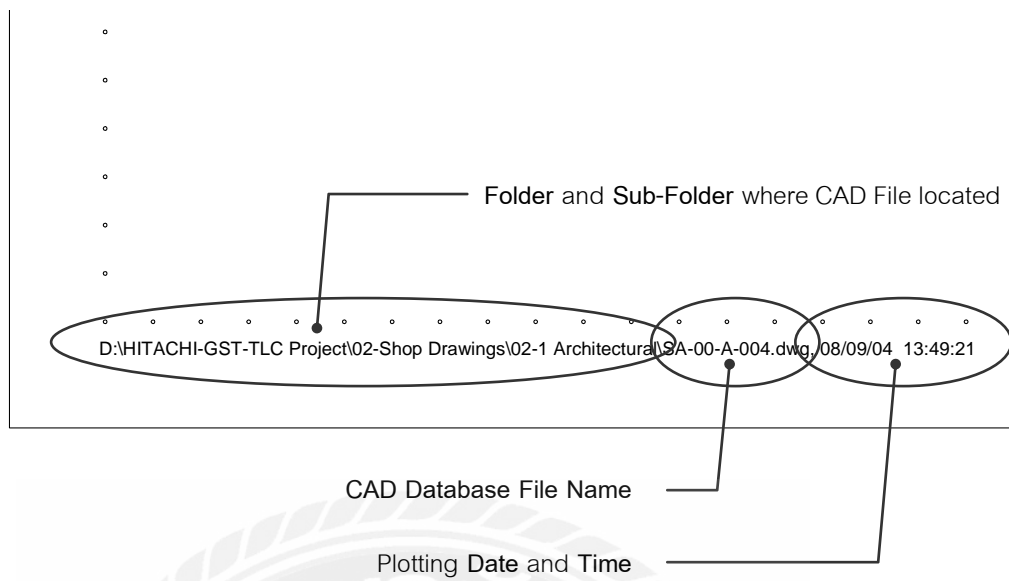 Folder and Sub-Folder where CAD File located
D:\HITACHI-GST-TLC Project\02-Shop Drawings\02-1 Architectural\SA-00-A-004.dwg, 08/09/04 13:49:21
CAD Database File Name
Plotting Date and Time